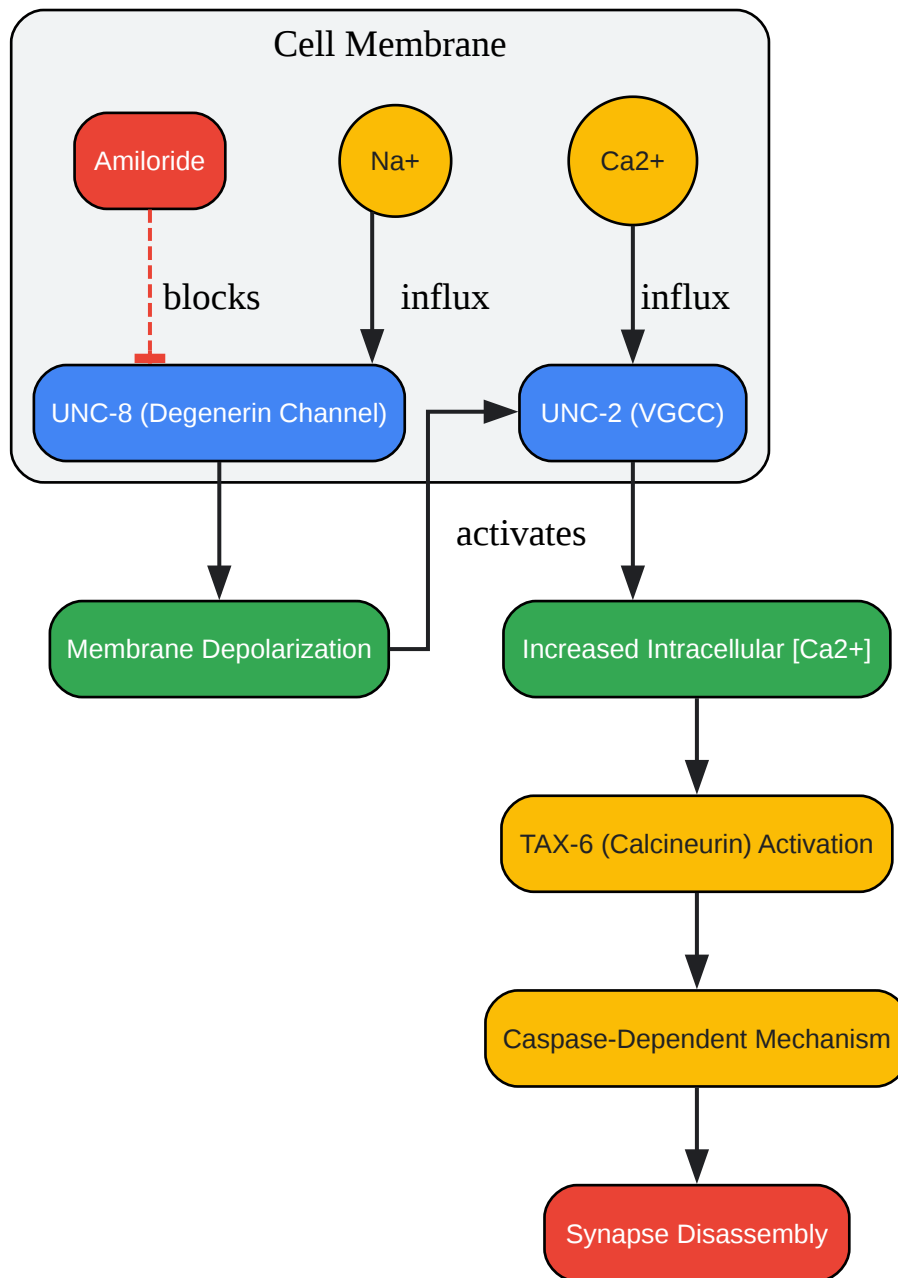 Cell Membrane
Amiloride
Na+
Ca2+
blocks
influx
influx
UNC-8 (Degenerin Channel)
UNC-2 (VGCC)
activates
Membrane Depolarization
Increased Intracellular [Ca2+]
TAX-6 (Calcineurin) Activation
Caspase-Dependent Mechanism
Synapse Disassembly